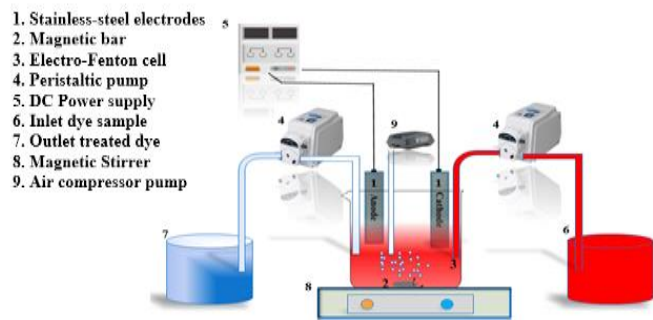 1. Stainless-steel electrodes
2. Magnetic bar
3. Electro-Fenton cell
4. Peristaltic pump
5. DC Power supply
6. Inlet dye sample
7. Outlet treated dye
8. Magnetic Stirrer
9. Air compressor pump
5
4
9
4
1
Anode
1
Cathode
7
3
6
2
8